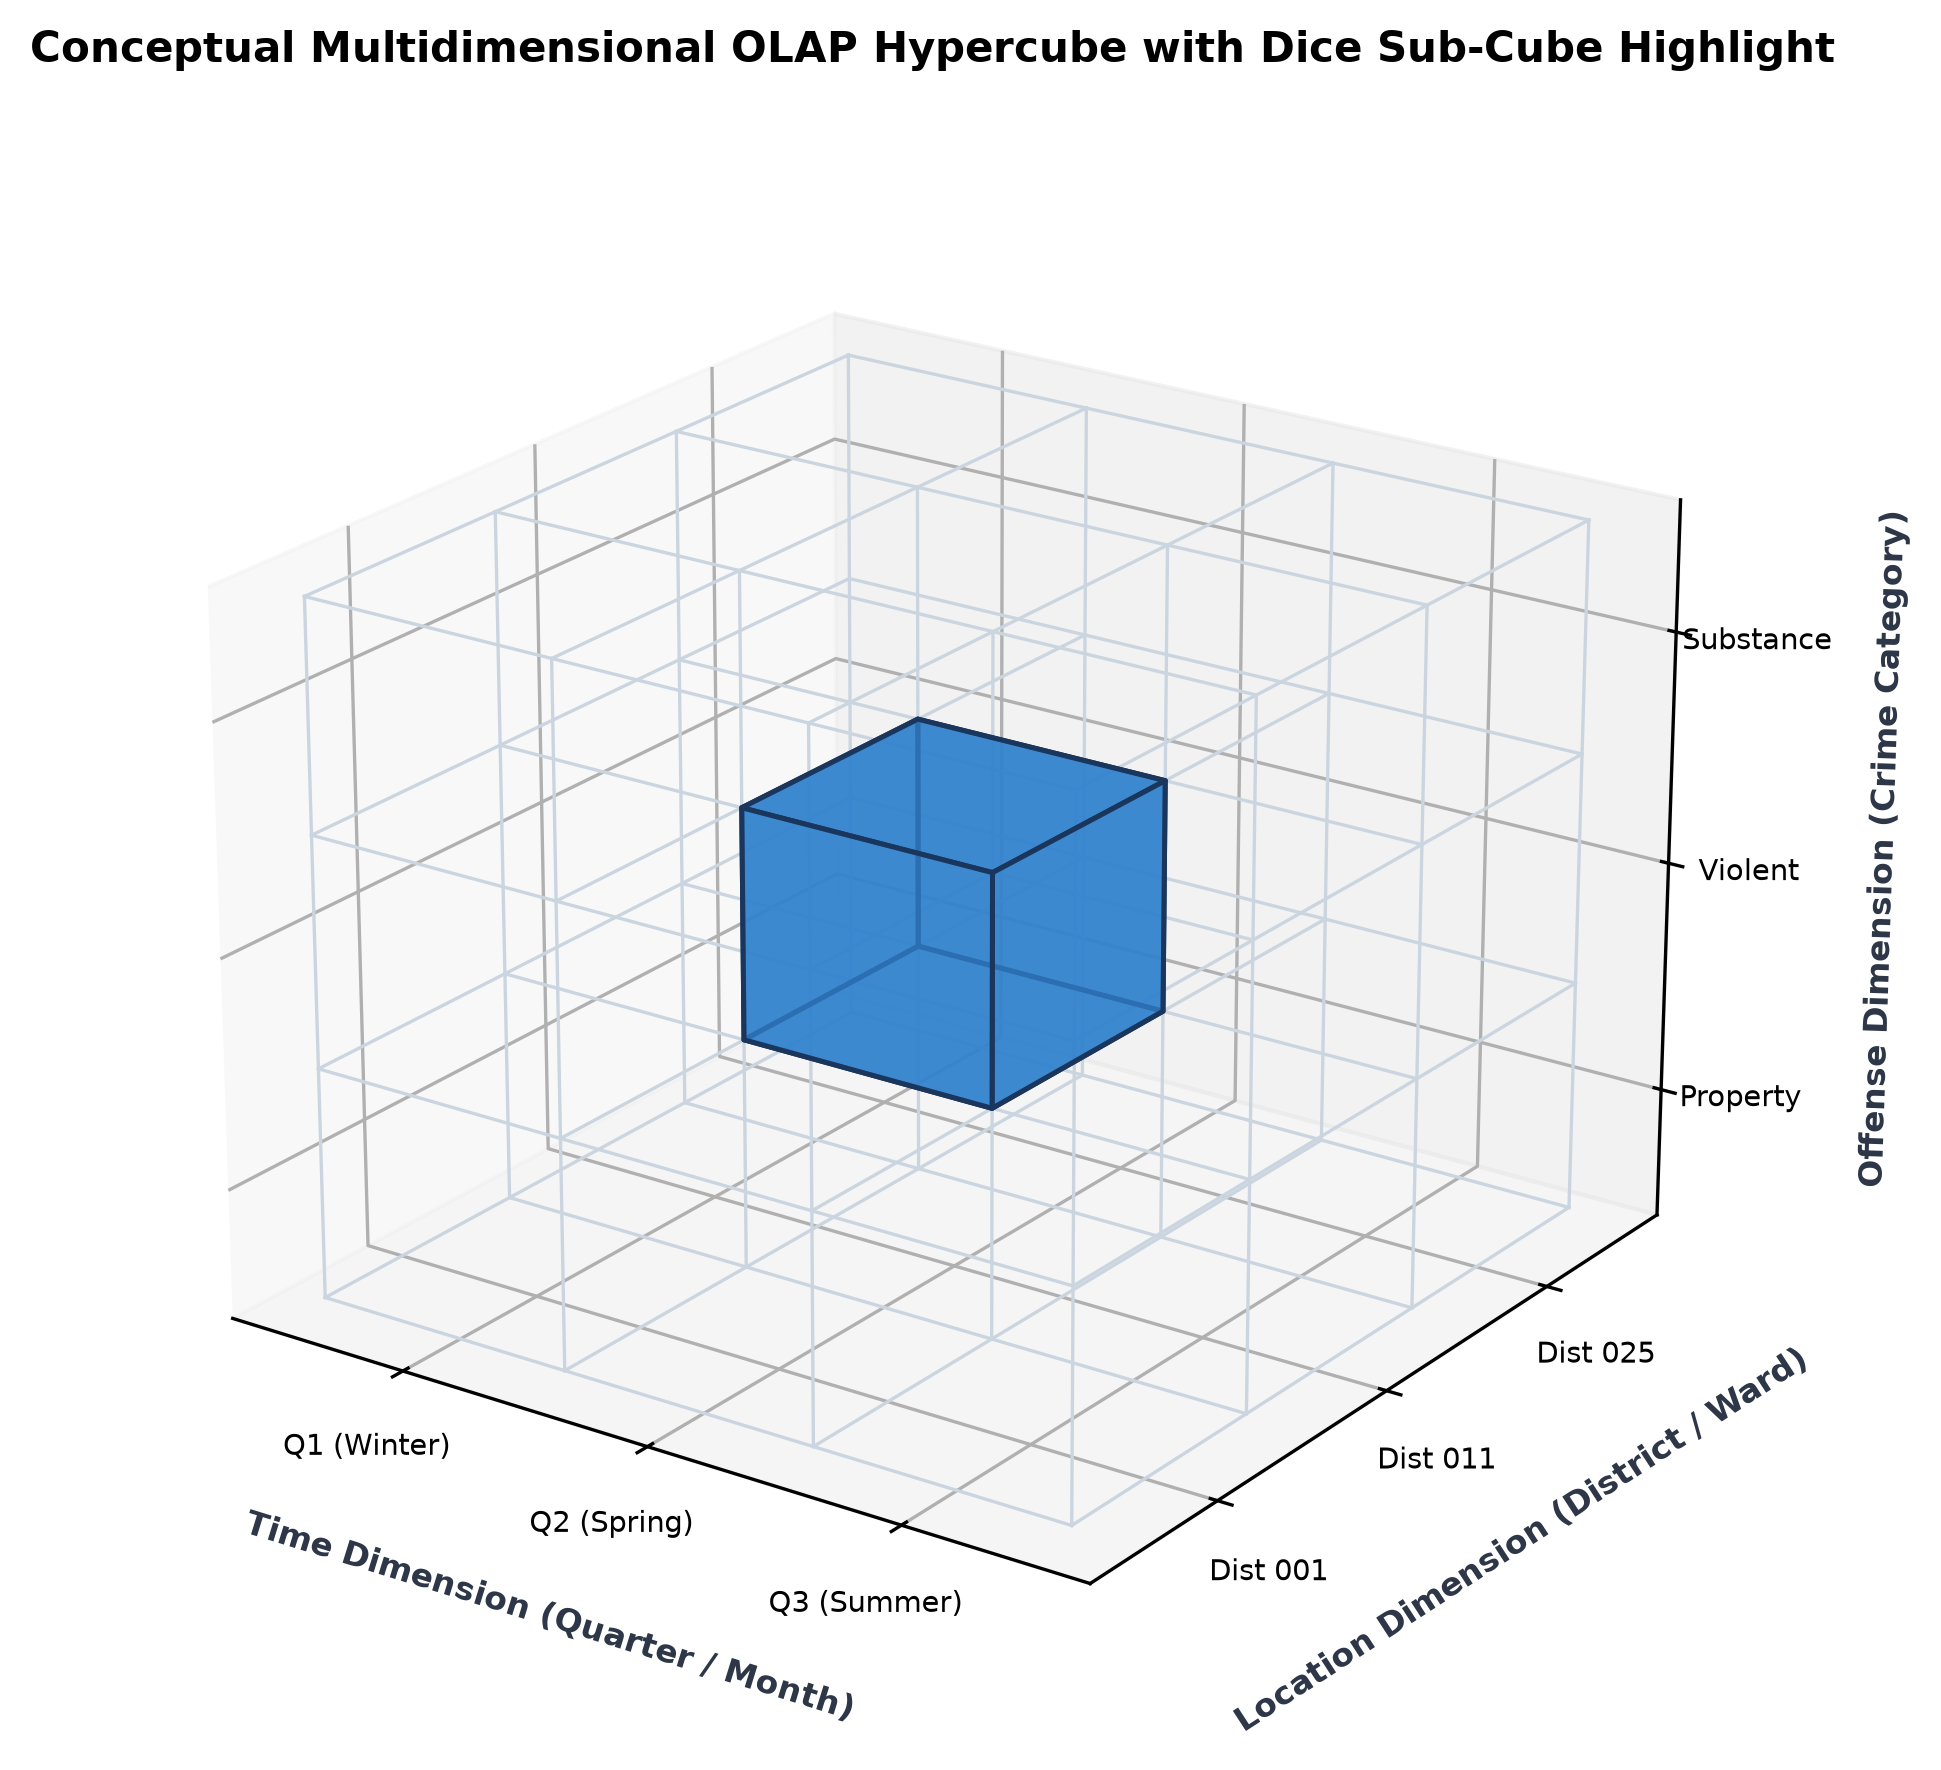 Conceptual Multidimensional OLAP Hypercube with Dice Sub-Cube Highlight
Substance
Violent
Property
Offense Dimension (Crime Category)
Q1 (Winter)
Q2 (Spring)
Q3 (Summer)
Time Dimension (Quarter / Month)
Dist 025
Dist 011
Dist 001
Location Dimension (District / Ward)